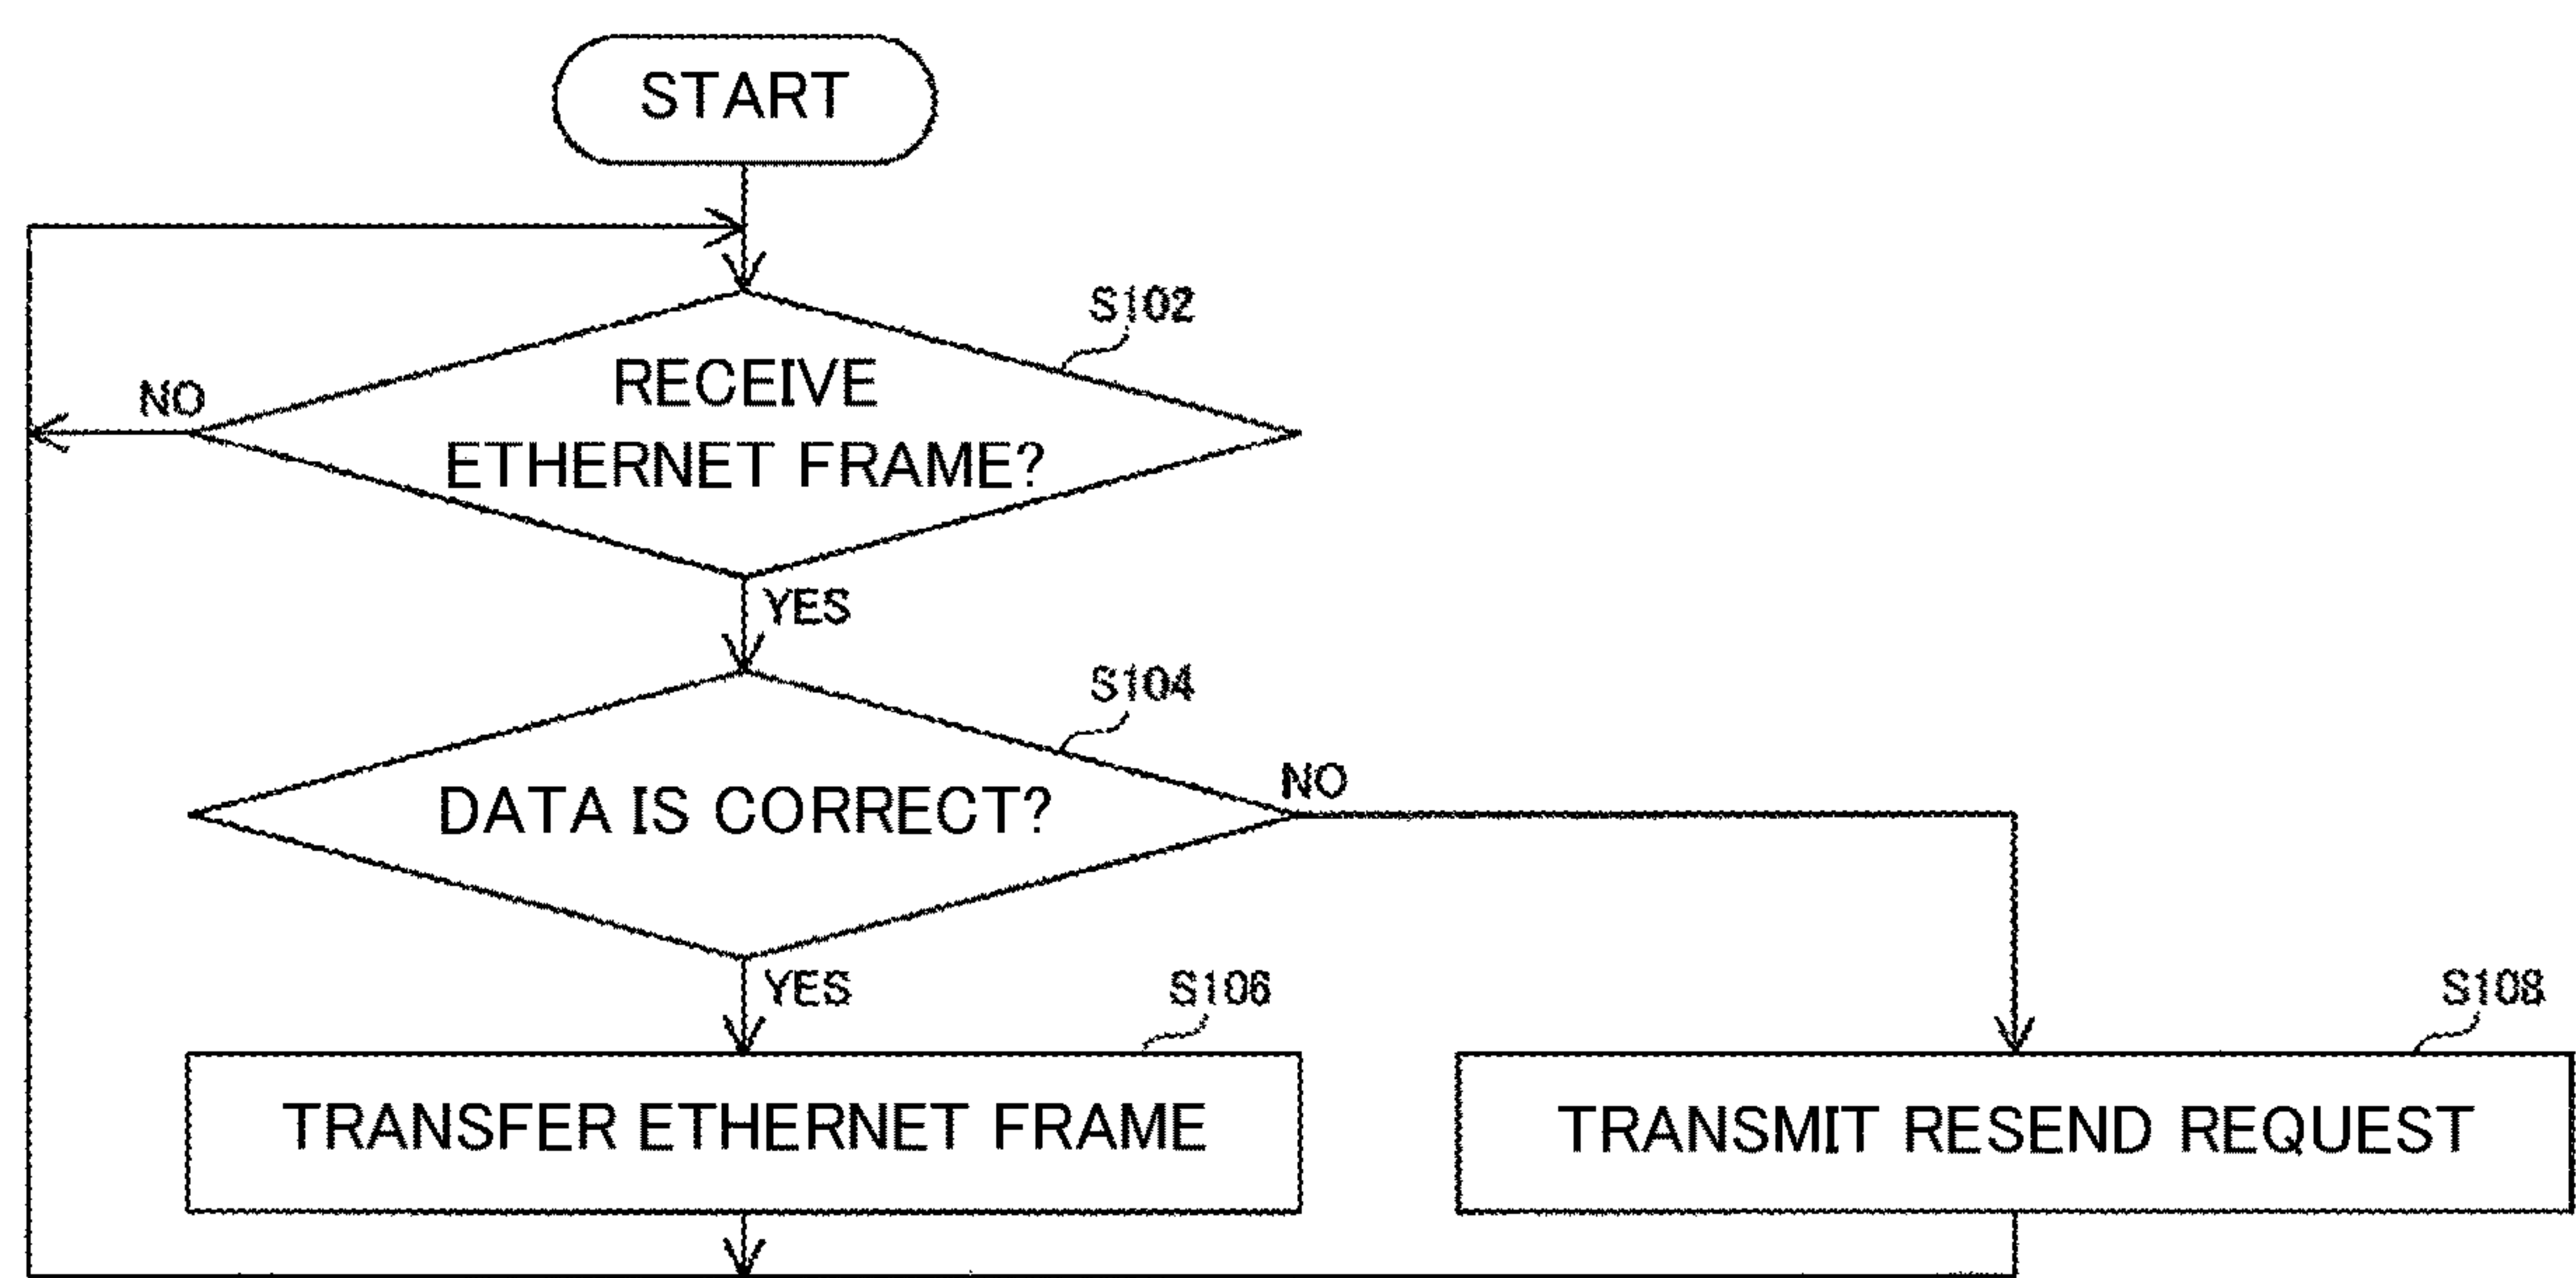 START
S102
RECEIVE
ETHERNET FRAME?
NO
YES
S104
DATA IS CORRECT?
NO
YES
S106
TRANSFER ETHERNET FRAME
S108
TRANSMIT RESEND REQUEST